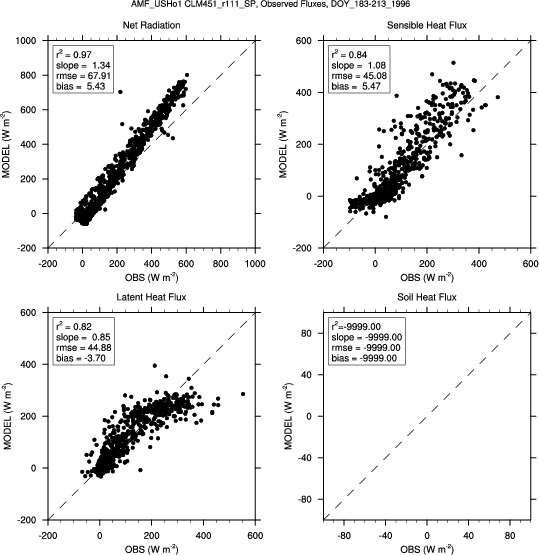 AMF_USHo1 CLM451_r111_SP, Observed Fluxes, DOY_183-213_1996
Net Radiation
1000
800
600
400
200
0
-200
MODEL (W m-2)
r2 = 0.97
slope = 1.34
rmse = 67.91
bias = 5.43
-200 0 200 400 600 800 1000
OBS (W m-2)
Sensible Heat Flux
600
400
200
0
-200
MODEL (W m-2)
r2 = 0.84
slope = 1.08
rmse = 45.08
bias = 5.47
-200 0 200 400 600
OBS (W m-2)
Latent Heat Flux
600
400
200
0
-200
MODEL (W m-2)
r2 = 0.82
slope = 0.85
rmse = 44.88
bias = -3.70
-200 0 200 400 600
OBS (W m-2)
Soil Heat Flux
80
40
0
-40
-80
MODEL (W m-2)
r2=-9999.00
slope = -9999.00
rmse = -9999.00
bias = -9999.00
-80 -40 0 40 80
OBS (W m-2)